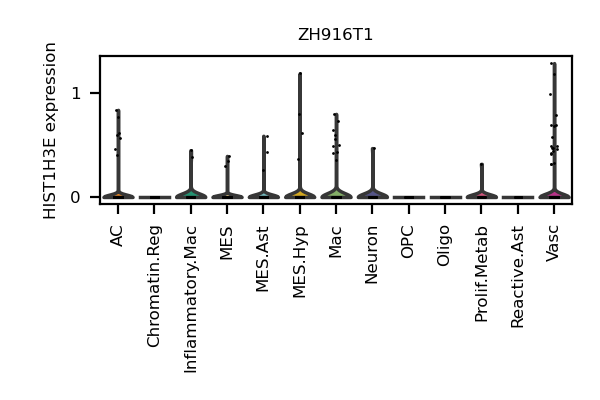 ZH916T1
HIST1H3E expression
1
0
AC
Chromatin.Reg
Inflammatory.Mac
MES
MES.Ast
MES.Hyp
Mac
Neuron
OPC
Oligo
Prolif.Metab
Reactive.Ast
Vasc